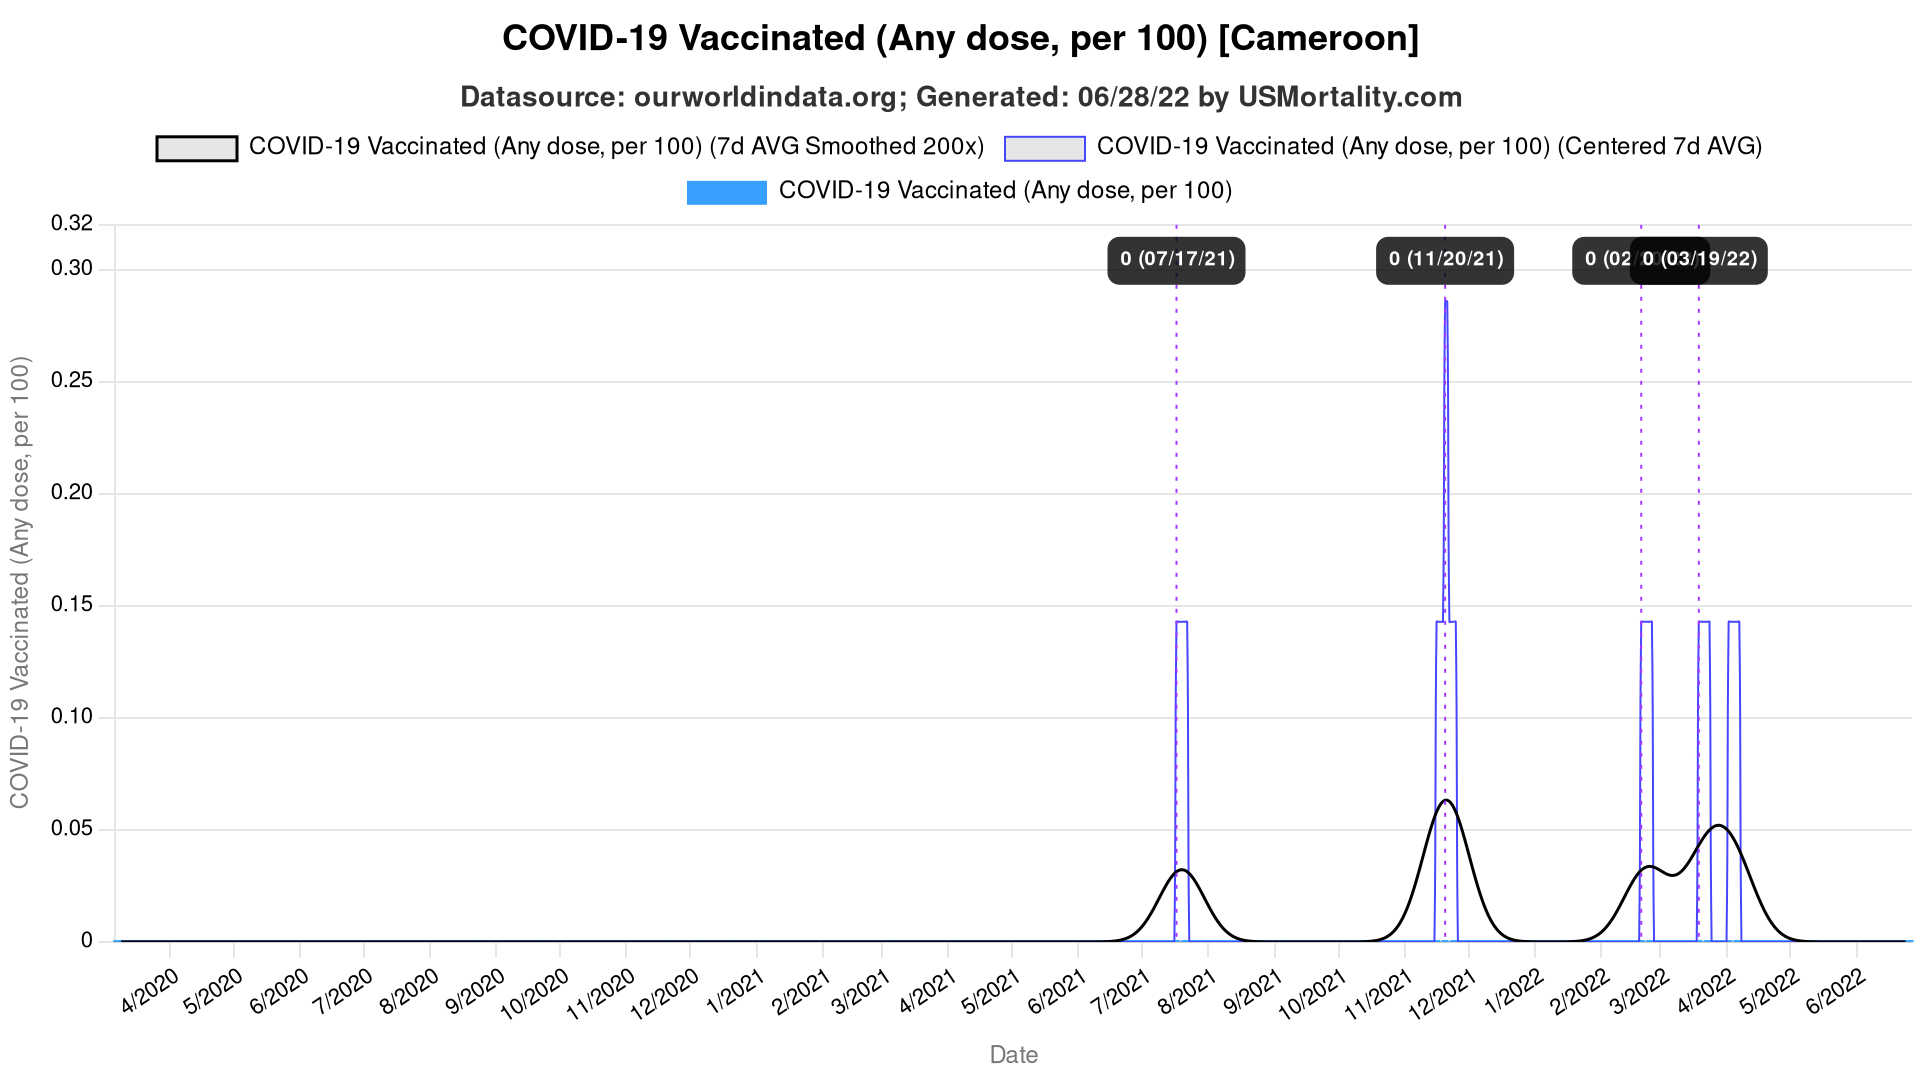 COVID-19 Vaccinated (Any dose, per 100) [Cameroon]
Datasource: ourworldindata.org; Generated: 06/28/22 by USMortality.com
COVID-19 Vaccinated (Any dose, per 100) (7d AVG Smoothed 200x) COVID-19 Vaccinated (Any dose, per 100) (Centered 7d AVG)
COVID-19 Vaccinated (Any dose, per 100)
0.32
0.30
0.25
0.20
0.15
0.10
0.05
0
COVID-19 Vaccinated (Any dose, per 100)
0 (07/17/21) 0 (11/20/21) 0 (02/ 0 (03/19/22)
4/2020 5/2020 6/2020 7/2020 8/2020 9/2020 10/2020 11/2020 12/2020 1/2021 2/2021 3/2021 4/2021 5/2021 6/2021 7/2021 8/2021 9/2021 10/2021 11/2021 12/2021 1/2022 2/2022 3/2022 4/2022 5/2022 6/2022
Date